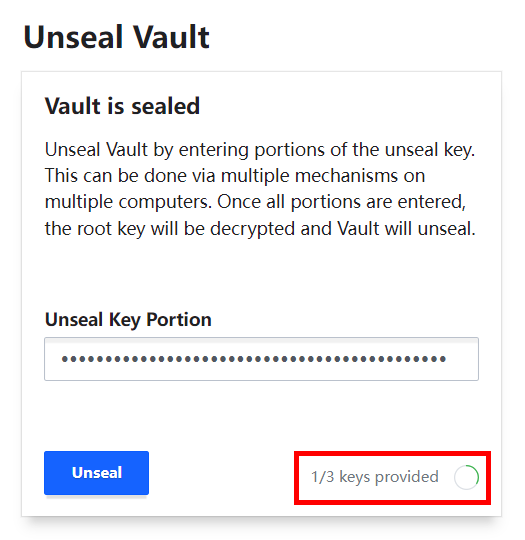 Unseal Vault
Vault is sealed
Unseal Vault by entering portions of the unseal key.
This can be done via multiple mechanisms on
multiple computers. Once all portions are entered,
the root key will be decrypted and Vault will unseal.
Unseal Key Portion
••••••••••••••••••••••••••••••••••••••••••••
Unseal
1/3 keys provided